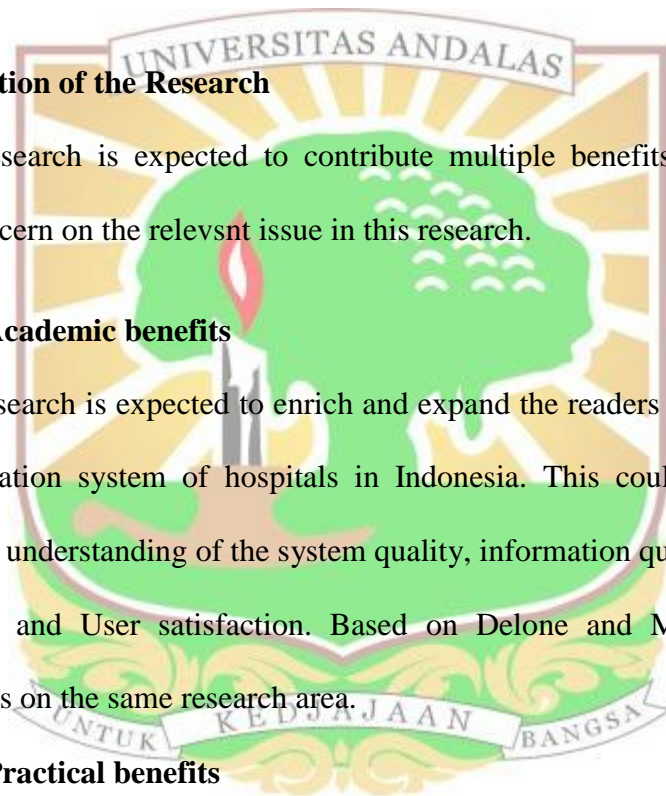 UNIVERSITAS ANDALAS
tion of the Research
search is expected to contribute multiple benefits
cern on the relevsnt issue in this research.
Academic benefits
search is expected to enrich and expand the readers
ation system of hospitals in Indonesia. This coul
understanding of the system quality, information qu
and User satisfaction. Based on Delone and M
s on the same research area.
UNTUK KEDJAJAAN BANGSA
Practical benefits